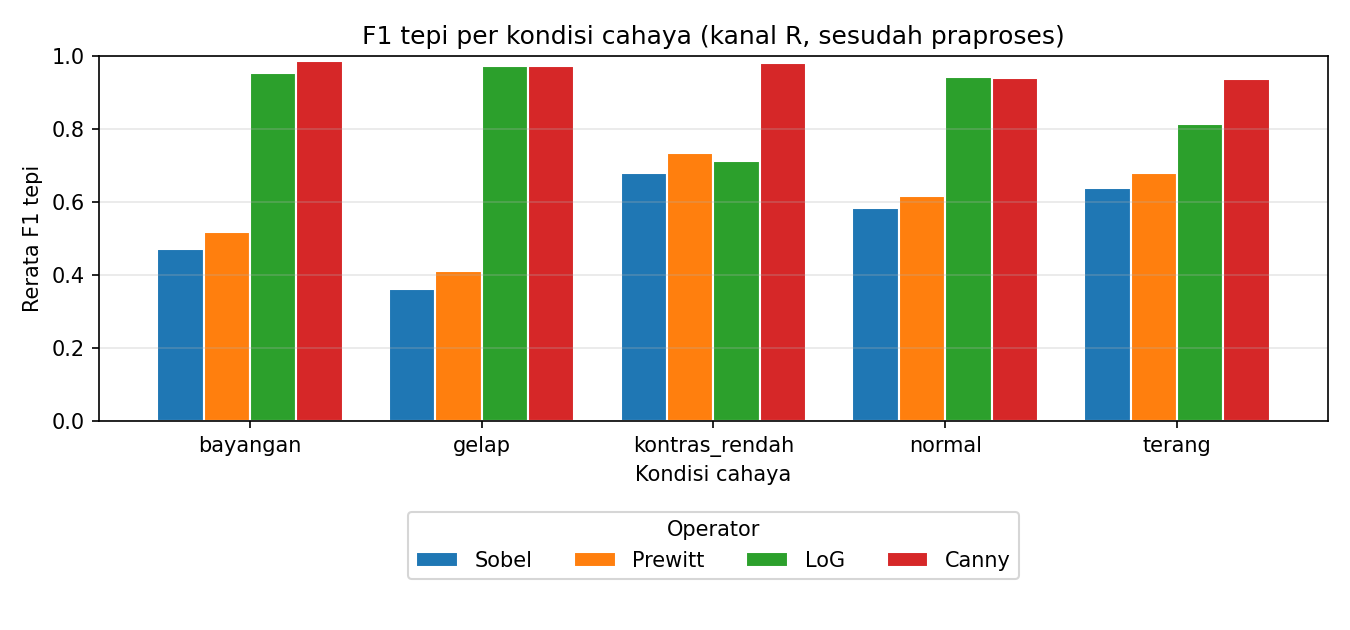 F1 tepi per kondisi cahaya (kanal R, sesudah praproses)
Rerata F1 tepi
1.0
0.8
0.6
0.4
0.2
0.0
bayangan gelap kontras_rendah normal terang
Kondisi cahaya
Operator
Sobel Prewitt LoG Canny